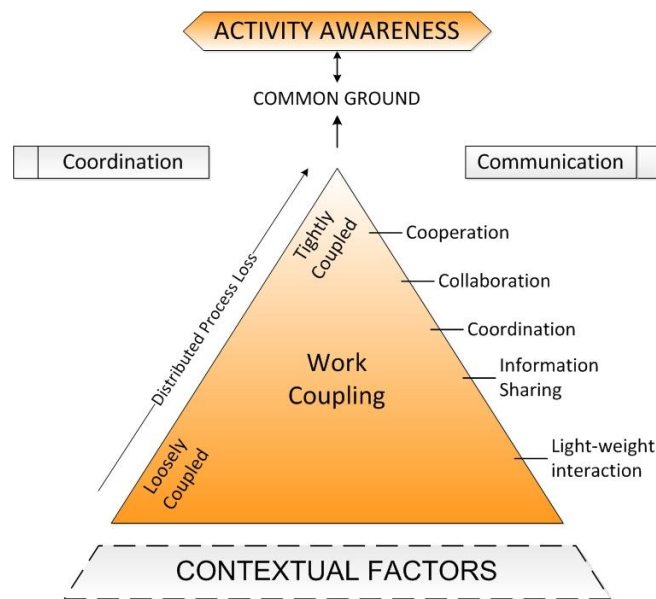 ACTIVITY AWARENESS
COMMON GROUND
Coordination
Communication
Distributed Process Loss
Tightly
Coupled
Cooperation
Collaboration
Coordination
Information
Sharing
Work
Coupling
Loosely
Coupled
Light-weight
interaction
CONTEXTUAL FACTORS